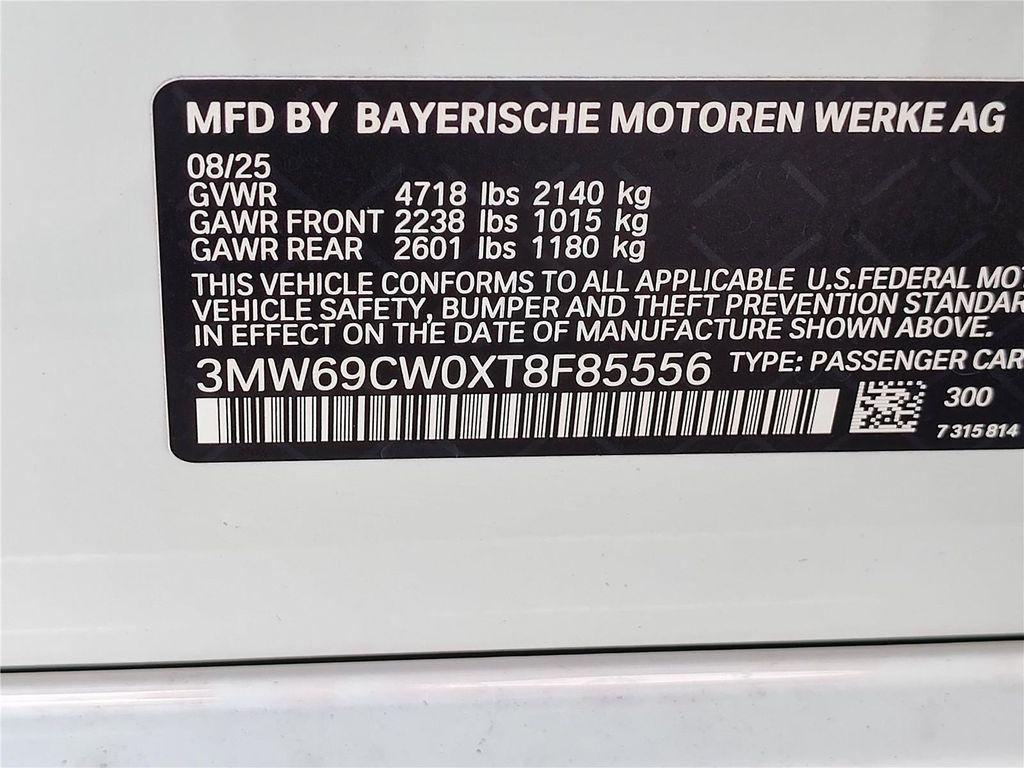 MFD BY BAYERISCHE MOTOREN WERKE AG
08/25
GVWR 4718 lbs 2140 kg
GAWR FRONT 2238 lbs 1015 kg
GAWR REAR 2601 lbs 1180 kg
THIS VEHICLE CONFORMS TO ALL APPLICABLE U.S.FEDERAL MOT
VEHICLE SAFETY, BUMPER AND THEFT PREVENTION STANDAR
IN EFFECT ON THE DATE OF MANUFACTURE SHOWN ABOVE.
3MW69CW0XT8F85556 TYPE: PASSENGER CAR
300
7 315 814